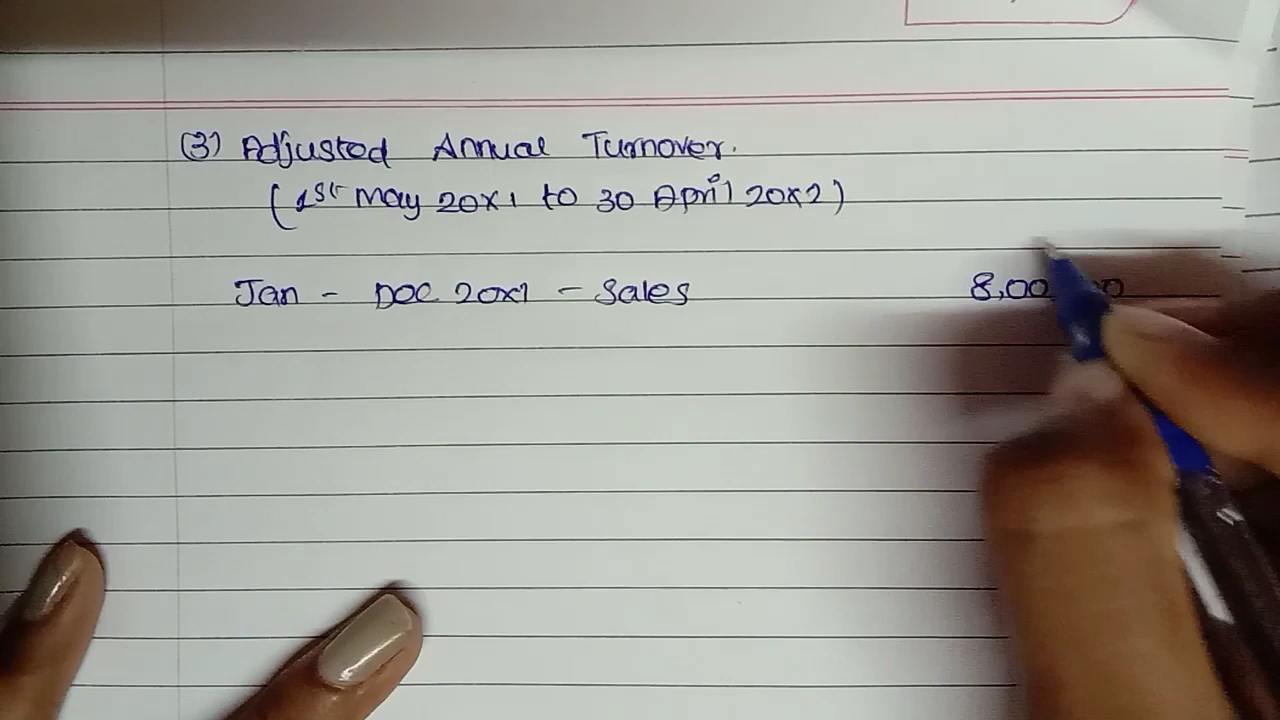 (3) Adjusted Annual Turnover.
(1st May 20x1 to 30 April 20x2)
Jan - Dec 20x1 - Sales